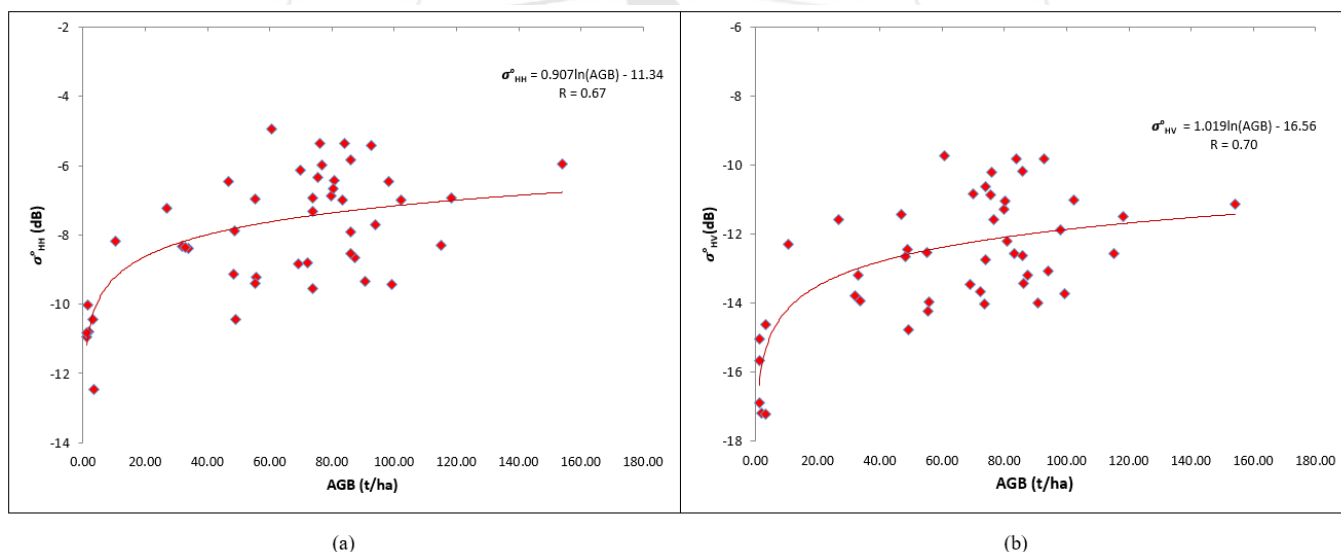 -2
-4
-6
-8
-10
-12
-14
σ°HH (dB)
σ°HH = 0.907ln(AGB) - 11.34
R = 0.67
0.00 20.00 40.00 60.00 80.00 100.00 120.00 140.00 160.00 180.00
AGB (t/ha)
(a)
-6
-8
-10
-12
-14
-16
-18
σ°HV(dB)
σ°HV = 1.019ln(AGB) - 16.56
R = 0.70
0.00 20.00 40.00 60.00 80.00 100.00 120.00 140.00 160.00 180.00
AGB (t/ha)
(b)